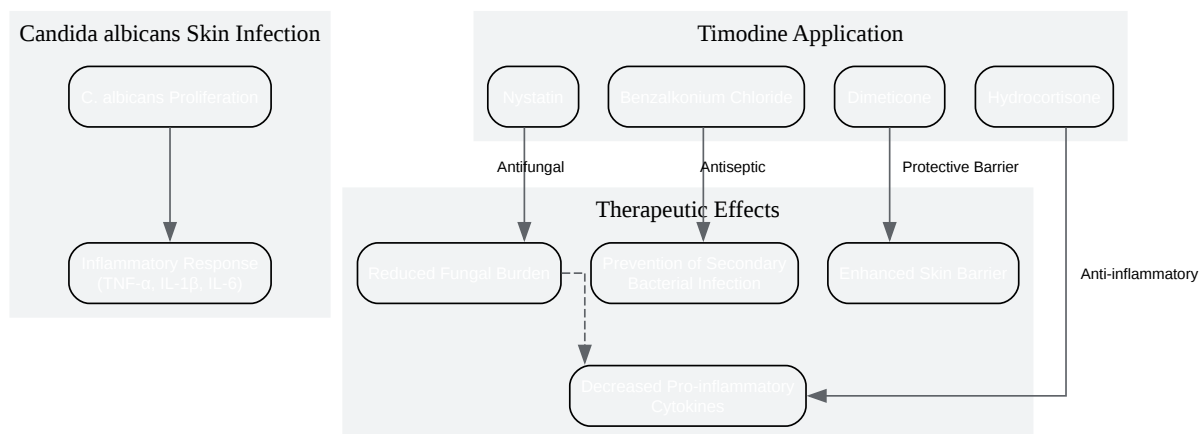 Candida albicans Skin Infection
Timodine Application
C. albicans Proliferation
Nystatin
Benzalkonium Chloride
Dimeticone
Hydrocortisone
Antifungal
Antiseptic
Protective Barrier
Therapeutic Effects
Inflammatory Response
(TNF-α, IL-1β, IL-6)
Reduced Fungal Burden
Prevention of Secondary
Bacterial Infection
Enhanced Skin Barrier
Anti-inflammatory
Decreased Pro-inflammatory
Cytokines